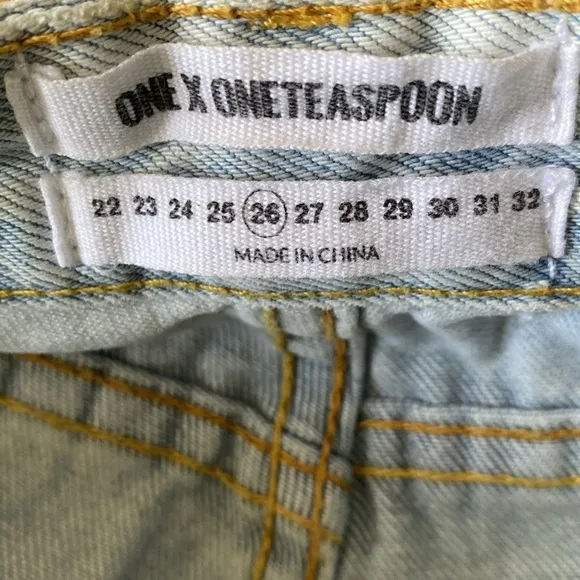 ONE X ONETEASPOON
22 23 24 25 26 27 28 29 30 31 32
MADE IN CHINA